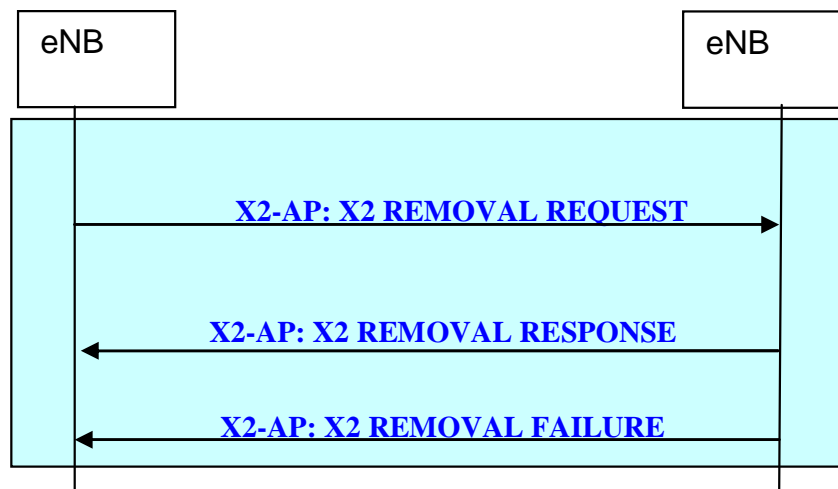 eNB
eNB
X2-AP: X2 REMOVAL REQUEST
X2-AP: X2 REMOVAL RESPONSE
X2-AP: X2 REMOVAL FAILURE